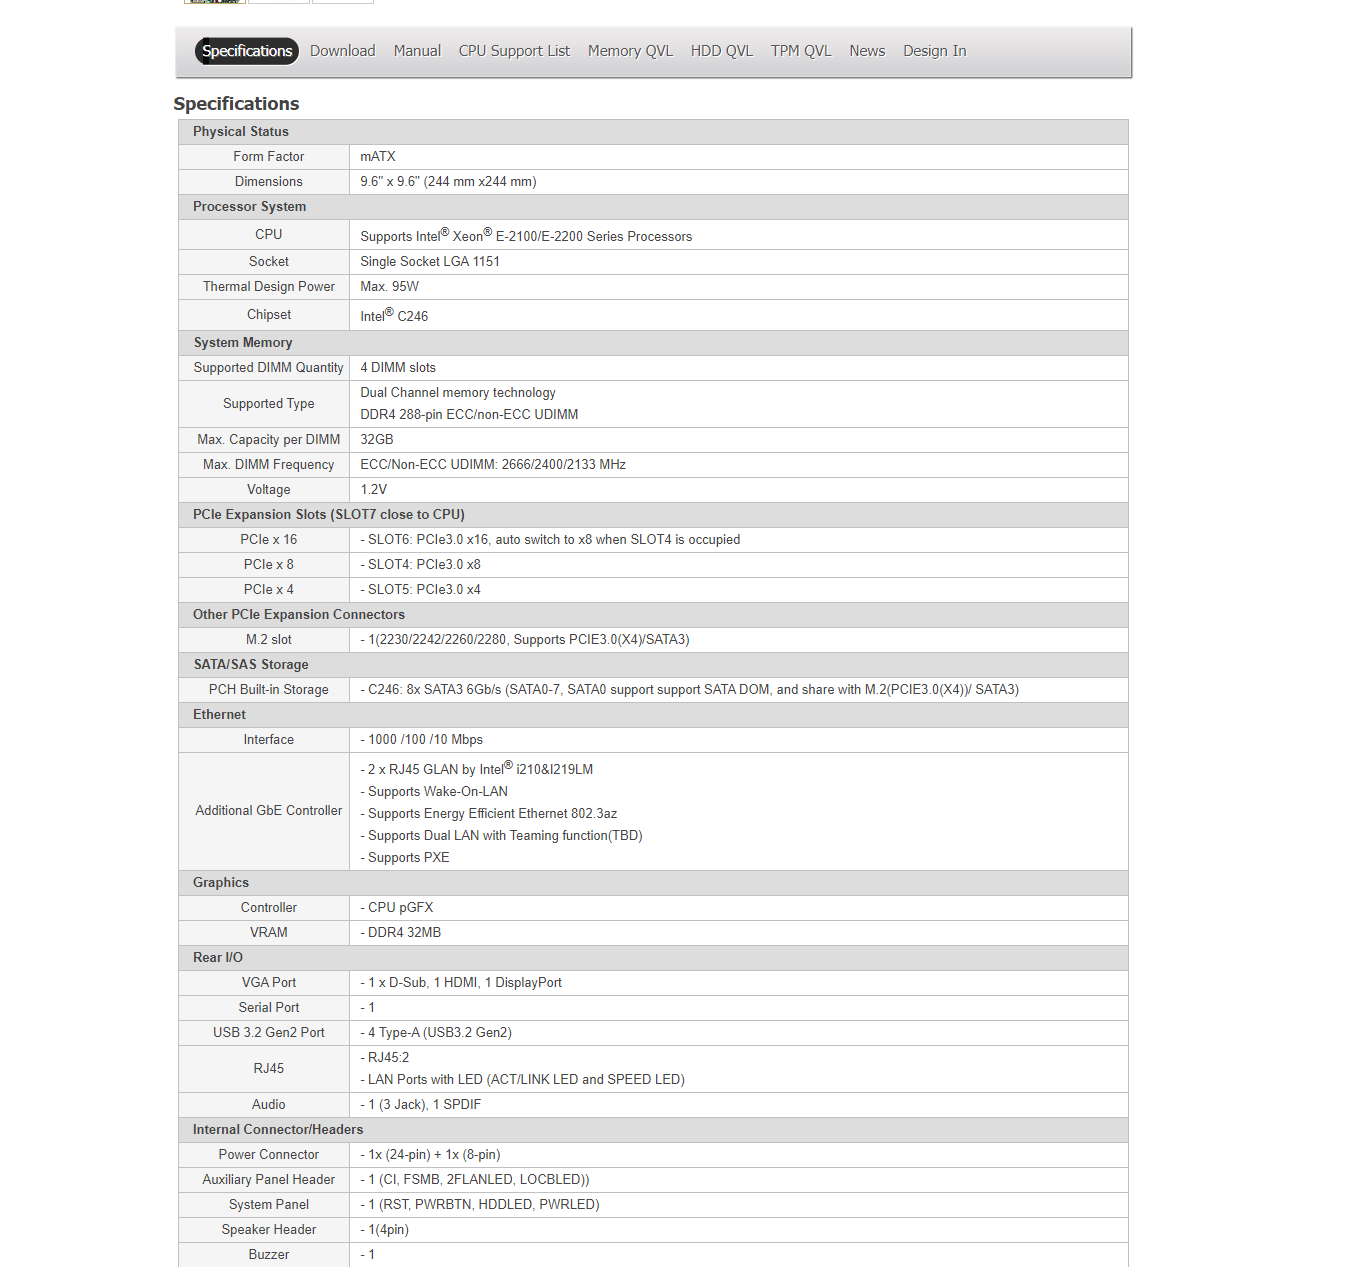 Specifications Download Manual CPU Support List Memory QVL HDD QVL TPM QVL News Design In
Specifications
Physical Status
Form Factor mATX
Dimensions 9.6" x 9.6" (244 mm x244 mm)
Processor System
CPU Supports Intel® Xeon® E-2100/E-2200 Series Processors
Socket Single Socket LGA 1151
Thermal Design Power Max. 95W
Chipset Intel® C246
System Memory
Supported DIMM Quantity 4 DIMM slots
Supported Type Dual Channel memory technology
DDR4 288-pin ECC/non-ECC UDIMM
Max. Capacity per DIMM 32GB
Max. DIMM Frequency ECC/Non-ECC UDIMM: 2666/2400/2133 MHz
Voltage 1.2V
PCIe Expansion Slots (SLOT7 close to CPU)
PCIe x 16 - SLOT6: PCIe3.0 x16, auto switch to x8 when SLOT4 is occupied
PCIe x 8 - SLOT4: PCIe3.0 x8
PCIe x 4 - SLOT5: PCIe3.0 x4
Other PCIe Expansion Connectors
M.2 slot - 1(2230/2242/2260/2280, Supports PCIE3.0(X4)/SATA3)
SATA/SAS Storage
PCH Built-in Storage - C246: 8x SATA3 6Gb/s (SATA0-7, SATA0 support support SATA DOM, and share with M.2(PCIE3.0(X4))/ SATA3)
Ethernet
Interface - 1000 /100 /10 Mbps
Additional GbE Controller - 2 x RJ45 GLAN by Intel® i210&I219LM
- Supports Wake-On-LAN
- Supports Energy Efficient Ethernet 802.3az
- Supports Dual LAN with Teaming function(TBD)
- Supports PXE
Graphics
Controller - CPU pGFX
VRAM - DDR4 32MB
Rear I/O
VGA Port - 1 x D-Sub, 1 HDMI, 1 DisplayPort
Serial Port - 1
USB 3.2 Gen2 Port - 4 Type-A (USB3.2 Gen2)
RJ45 - RJ45:2
- LAN Ports with LED (ACT/LINK LED and SPEED LED)
Audio - 1 (3 Jack), 1 SPDIF
Internal Connector/Headers
Power Connector - 1x (24-pin) + 1x (8-pin)
Auxiliary Panel Header - 1 (CI, FSMB, 2FLANLED, LOCBLED))
System Panel - 1 (RST, PWRBTN, HDDLED, PWRLED)
Speaker Header - 1(4pin)
Buzzer - 1